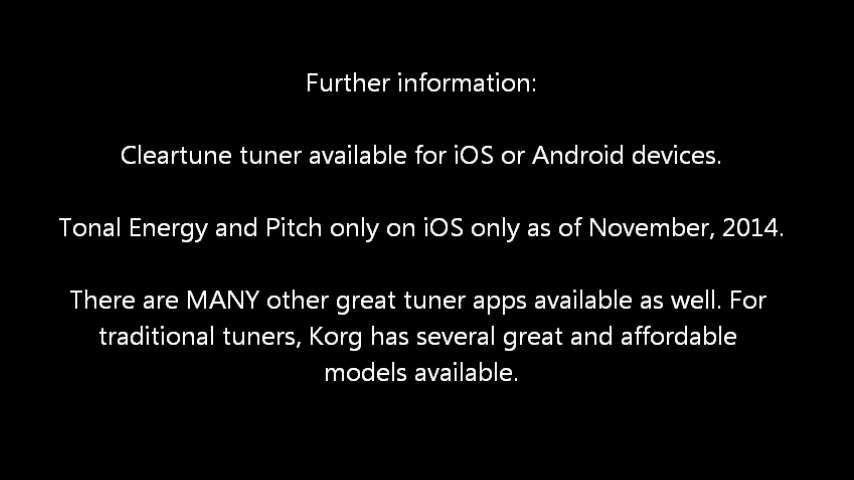 Further information:
Cleartune tuner available for iOS or Android devices.
Tonal Energy and Pitch only on iOS only as of November, 2014.
There are MANY other great tuner apps available as well. For
traditional tuners, Korg has several great and affordable
models available.